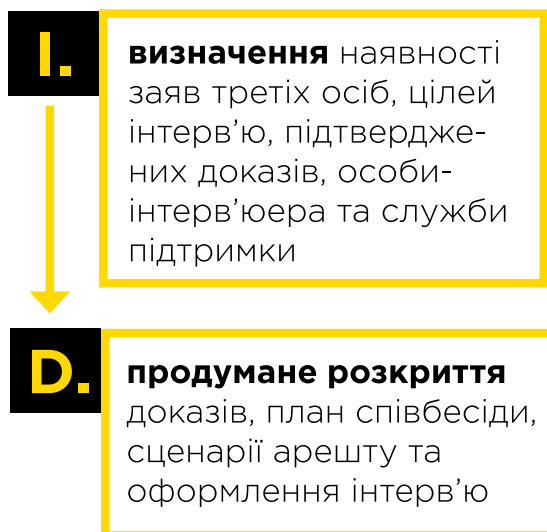 I.
визначення наявності
заяв третіх осіб, цілей
інтерв’ю, підтвердже-
них доказів, особи-
інтерв’юера та служби
підтримки
D.
продумане розкриття
доказів, план співбесіди,
сценарії арешту та
оформлення інтерв’ю